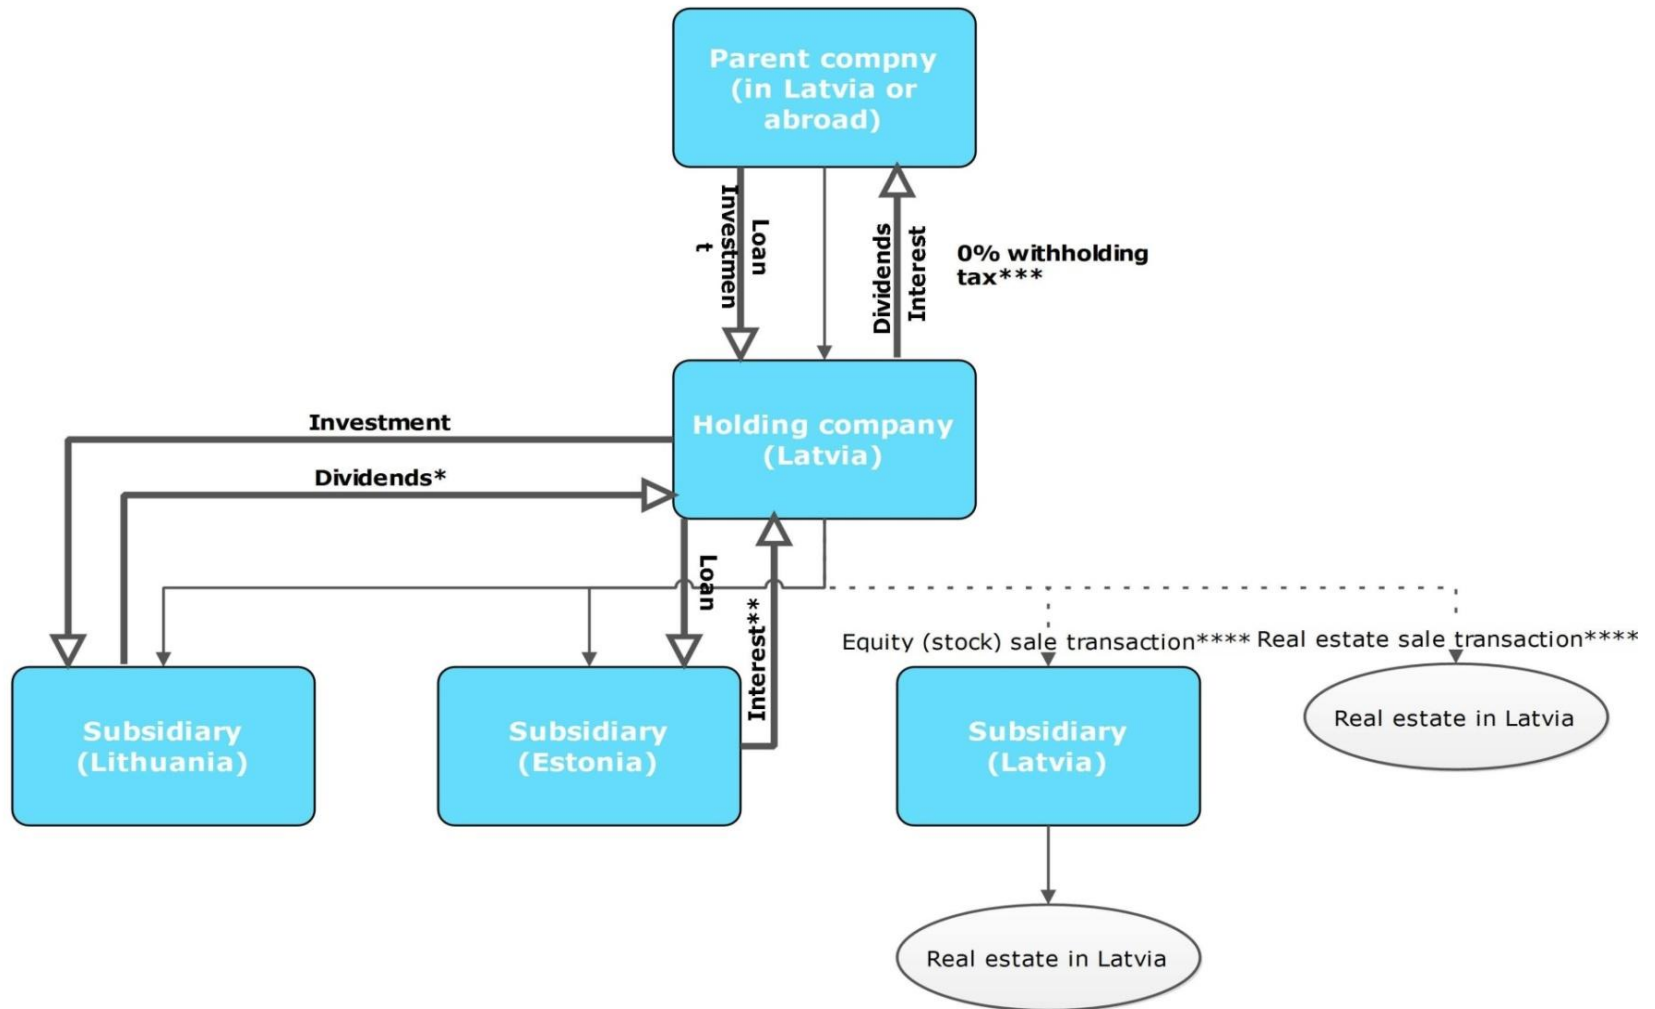 Parent compny
(in Latvia or
abroad)
Loan
Investmen
t
Dividends
Interest
0% withholding
tax***
Holding company
(Latvia)
Investment
Dividends*
Loan
Interest**
Equity (stock) sale transaction****
Real estate sale transaction****
Subsidiary
(Lithuania)
Subsidiary
(Estonia)
Subsidiary
(Latvia)
Real estate in Latvia
Real estate in Latvia